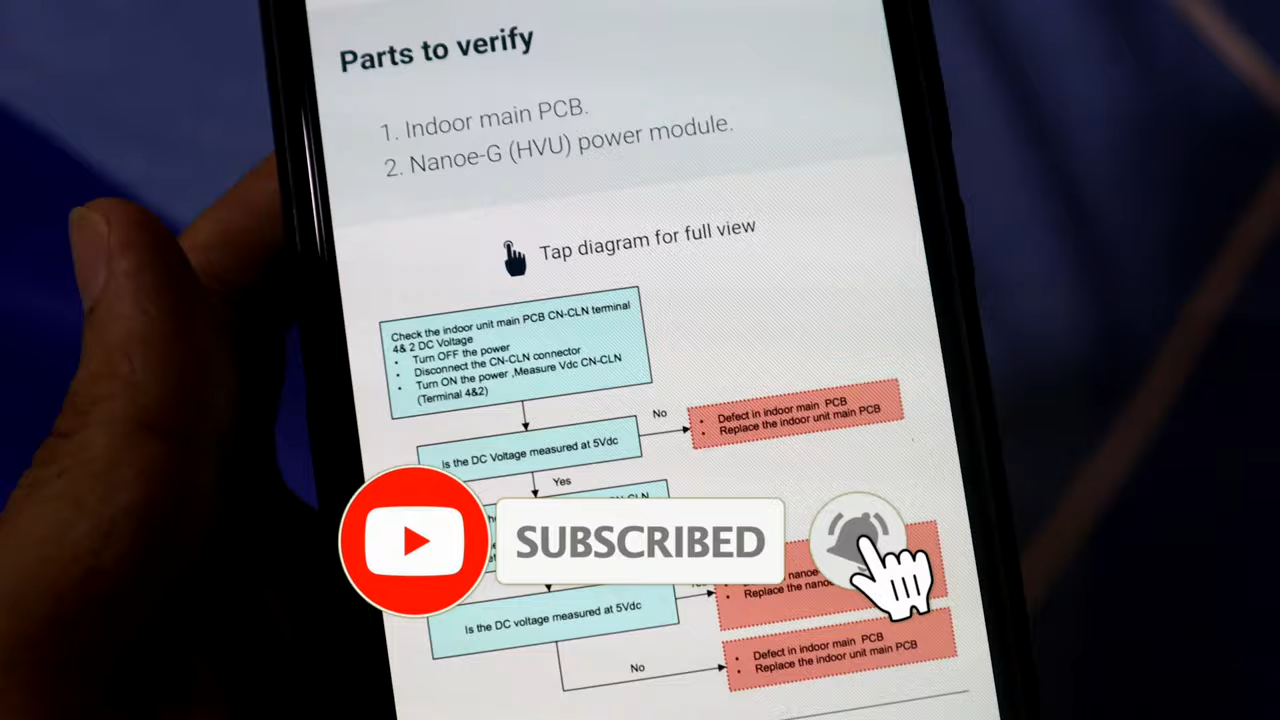 Parts to verify
1. Indoor main PCB.
2. Nanoe-G (HVU) power module.
Tap diagram for full view
Check the indoor unit main PCB CN-CLN terminal
4& 2 DC Voltage
• Turn OFF the power
• Disconnect the CN-CLN connector
• Turn ON the power ,Measure Vdc CN-CLN
(Terminal 4&2)
No
• Defect in indoor main PCB
• Replace the indoor unit main PCB
Is the DC Voltage measured at 5Vdc
Yes
SUBSCRIBED
nanoe
• Replace the
Is the DC voltage measured at 5Vdc
No
• Defect in indoor main PCB
• Replace the indoor unit main PCB